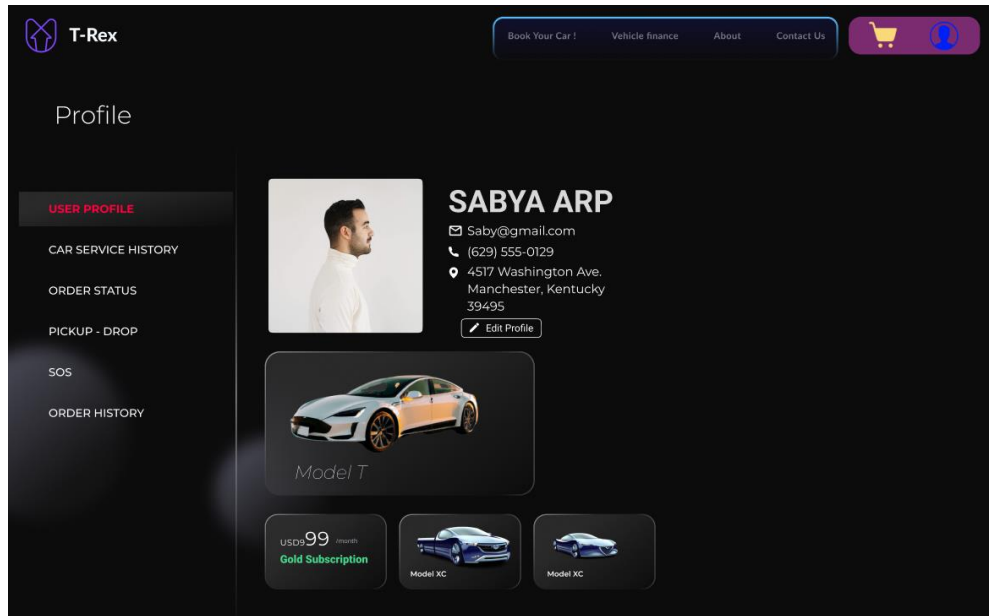 T-Rex
Book Your Car !
Vehicle finance
About
Contact Us
Profile
USER PROFILE
CAR SERVICE HISTORY
ORDER STATUS
PICKUP - DROP
SOS
ORDER HISTORY
SABYA ARP
Saby@gmail.com
(629) 555-0129
4517 Washington Ave.
Manchester, Kentucky
39495
Edit Profile
Model T
USD999 /month
Gold Subscription
Model XC
Model XC